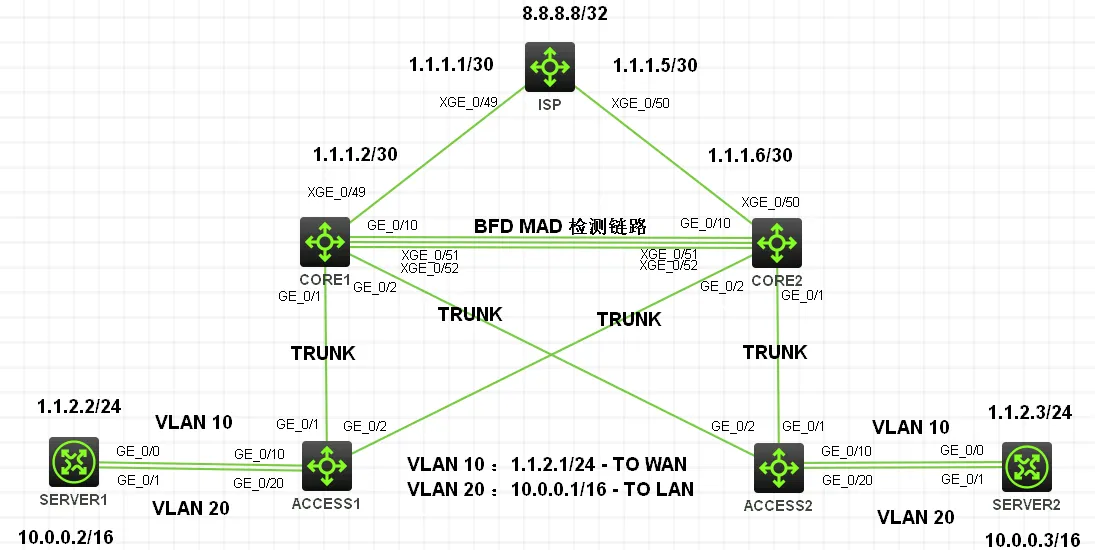 8.8.8.8/32
1.1.1.1/30
1.1.1.5/30
XGE_0/49
XGE_0/50
ISP
1.1.1.2/30
1.1.1.6/30
XGE_0/49
XGE_0/50
GE_0/10
BFD MAD 检测链路
GE_0/10
XGE_0/51
XGE_0/51
XGE_0/52
XGE_0/52
CORE1
CORE2
GE_0/1
GE_0/2
GE_0/2
GE_0/1
TRUNK
TRUNK
TRUNK
TRUNK
1.1.2.2/24
1.1.2.3/24
VLAN 10
GE_0/1
GE_0/2
GE_0/2
GE_0/1
VLAN 10
GE_0/0
GE_0/10
GE_0/10
GE_0/0
VLAN 10 ：1.1.2.1/24 - TO WAN
GE_0/1
GE_0/20
GE_0/20
GE_0/1
VLAN 20 ：10.0.0.1/16 - TO LAN
SERVER1
ACCESS1
ACCESS2
SERVER2
VLAN 20
VLAN 20
10.0.0.2/16
10.0.0.3/16